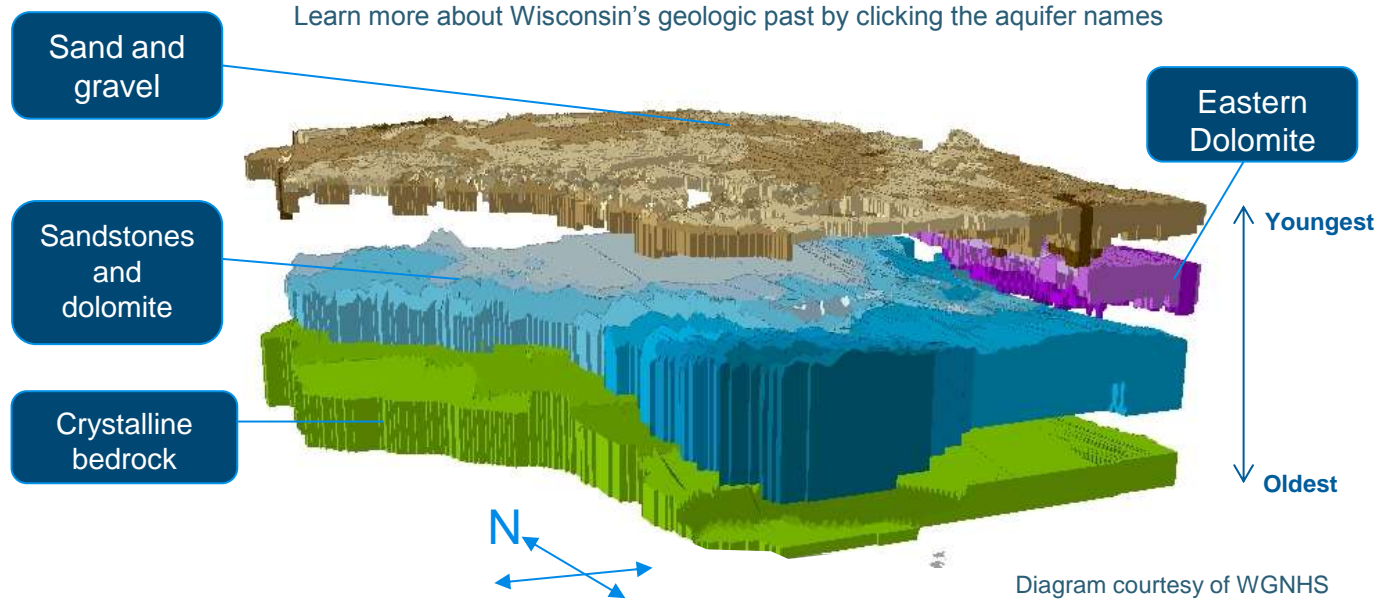 Learn more about Wisconsin’s geologic past by clicking the aquifer names
Sand and
gravel
Eastern
Dolomite
Sandstones
and
dolomite
Youngest
Crystalline
bedrock
Oldest
N
Diagram courtesy of WGNHS